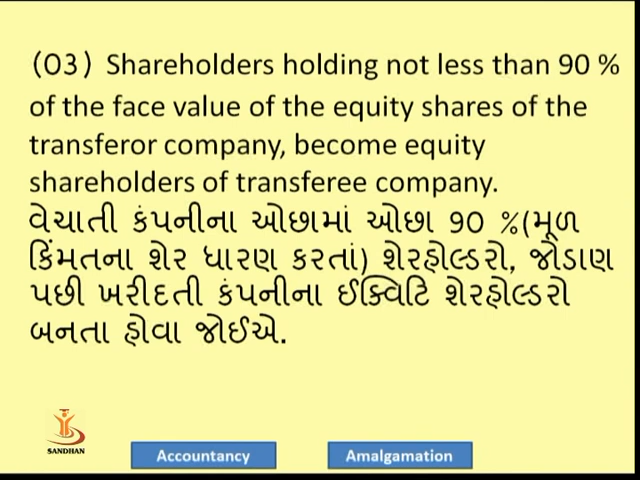 (03) Shareholders holding not less than 90 %
of the face value of the equity shares of the
transferor company, become equity
shareholders of transferee company.
વેચાતી કંપનીના ઓછામાં ઓછા 90 %(મૂળ
કિંમતના શેર ધારણ કરતાં) શેરહોલ્ડરો, જોડાણ
પછી ખરીદતી કંપનીના ઈક્વિટિ શેરહોલ્ડરો
બનતા હોવા જોઈએ.
SANDHAN
Accountancy
Amalgamation